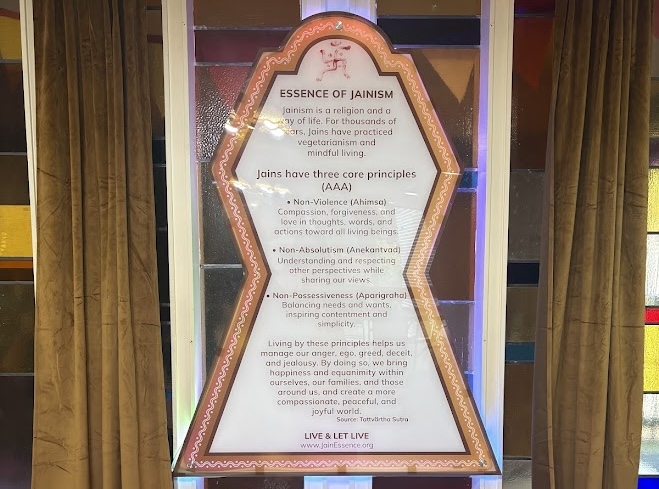 ESSENCE OF JAINISM
Jainism is a religion and a
way of life. For thousands of
years, Jains have practiced
vegetarianism and
mindful living.
Jains have three core principles
(AAA)
• Non-Violence (Ahimsa)
Compassion, forgiveness, and
love in thoughts, words, and
actions toward all living beings.
• Non-Absolutism (Anekantvad)
Understanding and respecting
other perspectives while
sharing our views.
• Non-Possessiveness (Aparigraha)
Balancing needs and wants,
inspiring contentment and
simplicity.
Living by these principles helps us
manage our anger, ego, greed, deceit,
and jealousy. By doing so, we bring
happiness and equanimity within
ourselves, our families, and those
around us, and create a more
compassionate, peaceful, and
joyful world.
Source: Tattvārtha Sutra
LIVE & LET LIVE
www.JainEssence.org